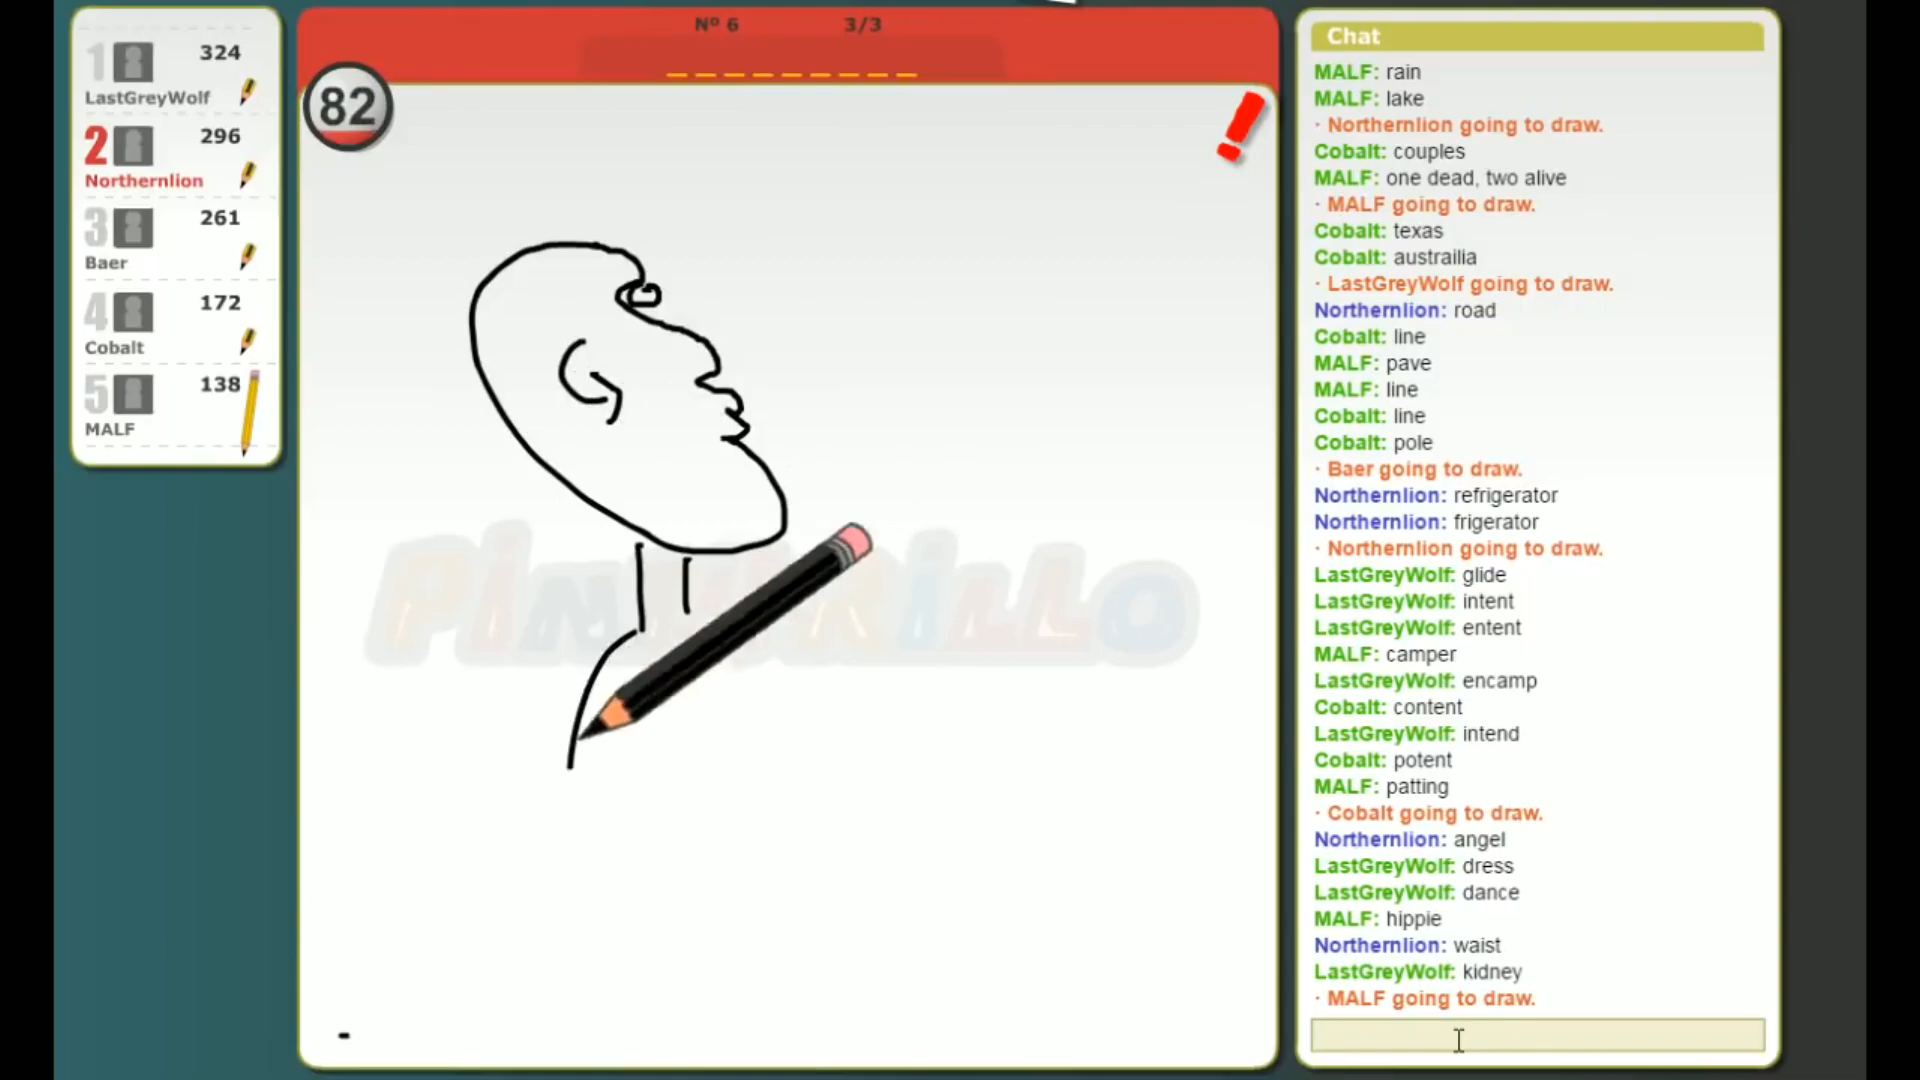 1
324
LastGreyWolf
2
296
Northernlion
3
261
Baer
4
172
Cobalt
5
138
MALF
Nº 6 3/3
82
!
Pinturillo
Chat
MALF: rain
MALF: lake
· Northernlion going to draw.
Cobalt: couples
MALF: one dead, two alive
· MALF going to draw.
Cobalt: texas
Cobalt: austrailia
· LastGreyWolf going to draw.
Northernlion: road
Cobalt: line
MALF: pave
MALF: line
Cobalt: line
Cobalt: pole
· Baer going to draw.
Northernlion: refrigerator
Northernlion: frigerator
· Northernlion going to draw.
LastGreyWolf: glide
LastGreyWolf: intent
LastGreyWolf: entent
MALF: camper
LastGreyWolf: encamp
Cobalt: content
LastGreyWolf: intend
Cobalt: potent
MALF: patting
· Cobalt going to draw.
Northernlion: angel
LastGreyWolf: dress
LastGreyWolf: dance
MALF: hippie
Northernlion: waist
LastGreyWolf: kidney
· MALF going to draw.